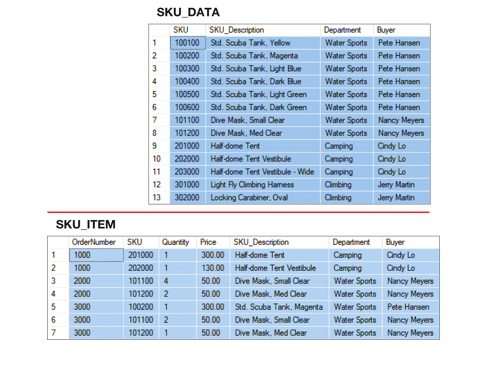 SKU_DATA
SKU SKU_Description Department Buyer
1 100100 Std. Scuba Tank, Yellow Water Sports Pete Hansen
2 100200 Std. Scuba Tank, Magenta Water Sports Pete Hansen
3 100300 Std. Scuba Tank, Light Blue Water Sports Pete Hansen
4 100400 Std. Scuba Tank, Dark Blue Water Sports Pete Hansen
5 100500 Std. Scuba Tank, Light Green Water Sports Pete Hansen
6 100600 Std. Scuba Tank, Dark Green Water Sports Pete Hansen
7 101100 Dive Mask, Small Clear Water Sports Nancy Meyers
8 101200 Dive Mask, Med Clear Water Sports Nancy Meyers
9 201000 Half-dome Tent Camping Cindy Lo
10 202000 Half-dome Tent Vestibule Camping Cindy Lo
11 203000 Half-dome Tent Vestibule - Wide Camping Cindy Lo
12 301000 Light Fly Climbing Harness Climbing Jerry Martin
13 302000 Locking Carabiner, Oval Climbing Jerry Martin
SKU_ITEM
OrderNumber SKU Quantity Price SKU_Description Department Buyer
1 1000 201000 1 300.00 Half-dome Tent Camping Cindy Lo
2 1000 202000 1 130.00 Half-dome Tent Vestibule Camping Cindy Lo
3 2000 101100 4 50.00 Dive Mask, Small Clear Water Sports Nancy Meyers
4 2000 101200 2 50.00 Dive Mask, Med Clear Water Sports Nancy Meyers
5 3000 100200 1 300.00 Std. Scuba Tank, Magenta Water Sports Pete Hansen
6 3000 101100 2 50.00 Dive Mask, Small Clear Water Sports Nancy Meyers
7 3000 101200 1 50.00 Dive Mask, Med Clear Water Sports Nancy Meyers